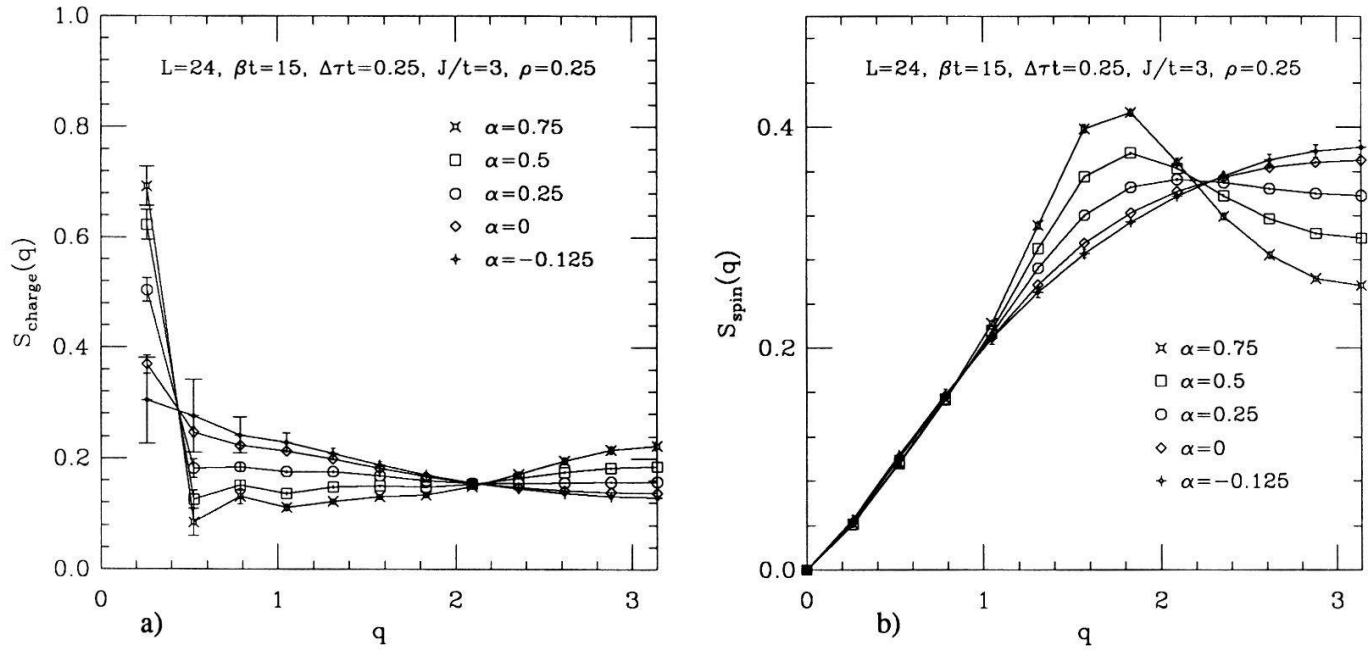 1.0
0.8
0.6
0.4
0.2
0.0
S_charge(q)
L=24, βt=15, Δτt=0.25, J/t=3, ρ=0.25
α=0.75
α=0.5
α=0.25
α=0
α=−0.125
0 1 2 3
a) q
0.4
0.2
0.0
S_spin(q)
L=24, βt=15, Δτt=0.25, J/t=3, ρ=0.25
α=0.75
α=0.5
α=0.25
α=0
α=−0.125
0 1 2 3
b) q